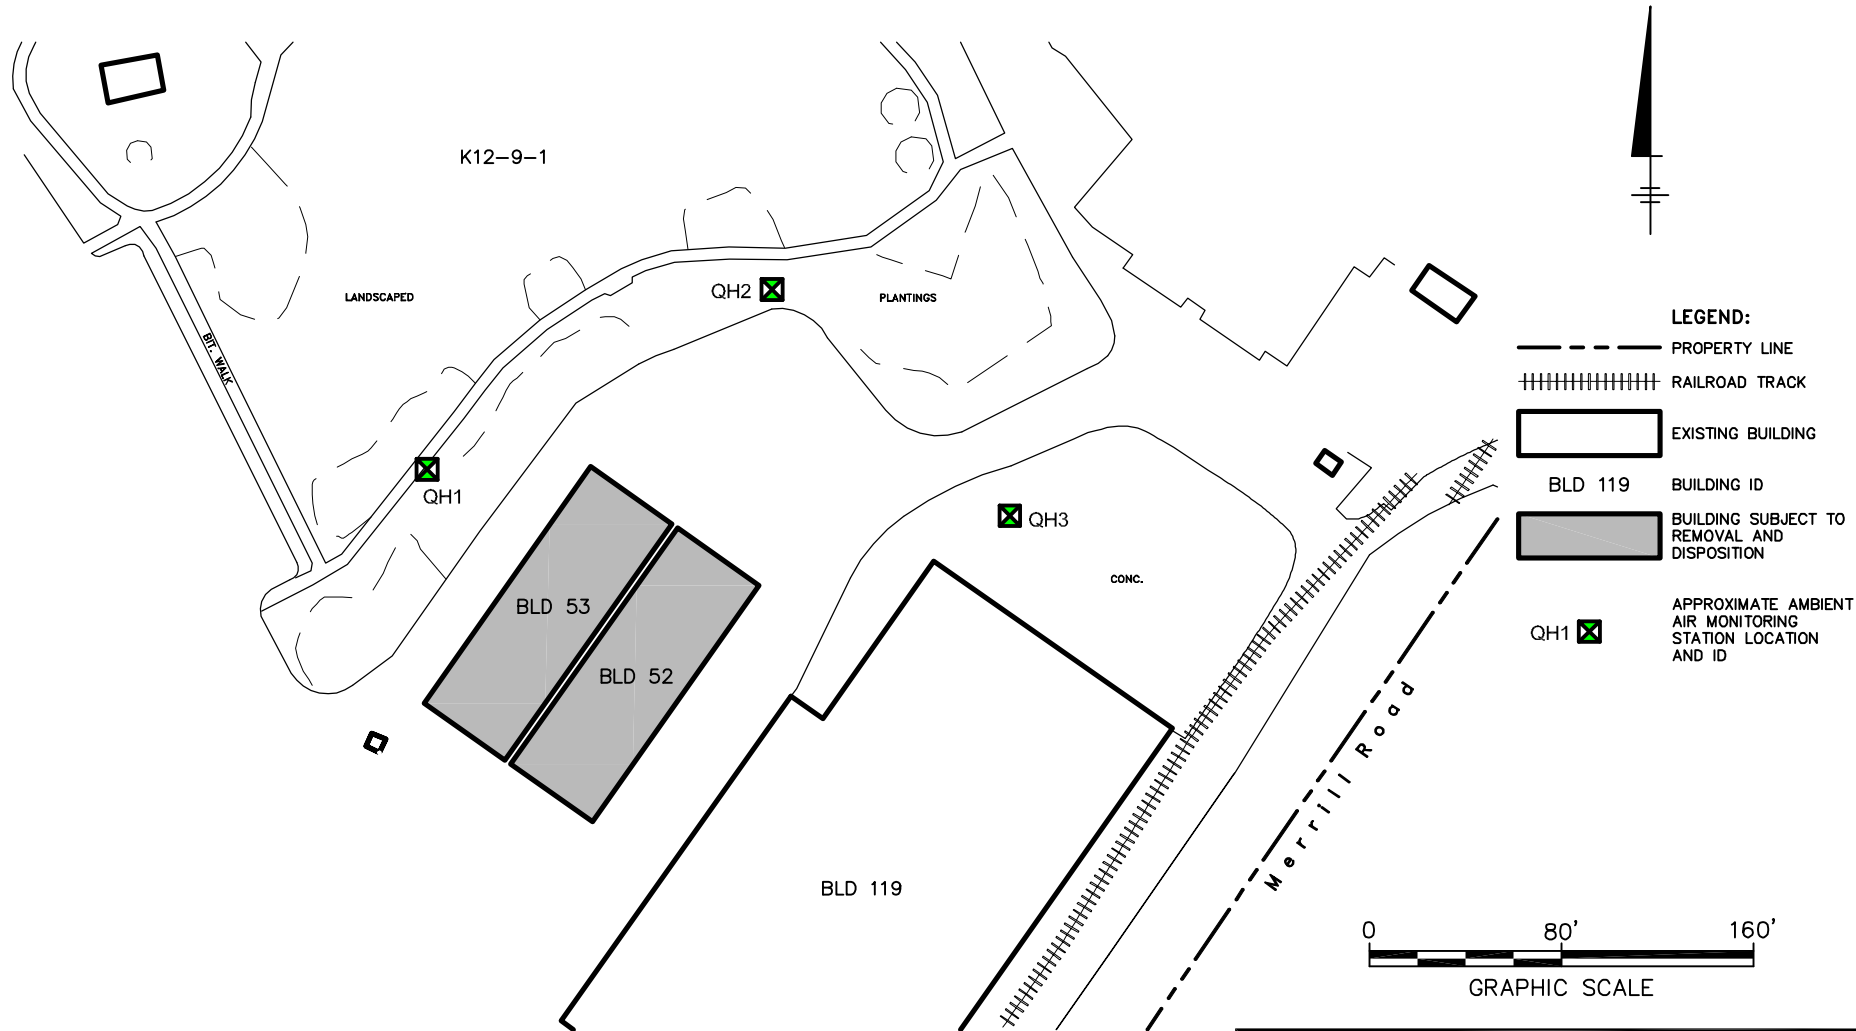 K12-9-1
LANDSCAPED
PLANTINGS
BIT. WALK
QH2
QH1
QH3
CONC.
BLD 53
BLD 52
BLD 119
Merrill Road
LEGEND:
PROPERTY LINE
RAILROAD TRACK
EXISTING BUILDING
BLD 119
BUILDING ID
BUILDING SUBJECT TO
REMOVAL AND
DISPOSITION
QH1
APPROXIMATE AMBIENT
AIR MONITORING
STATION LOCATION
AND ID
0 80' 160'
GRAPHIC SCALE